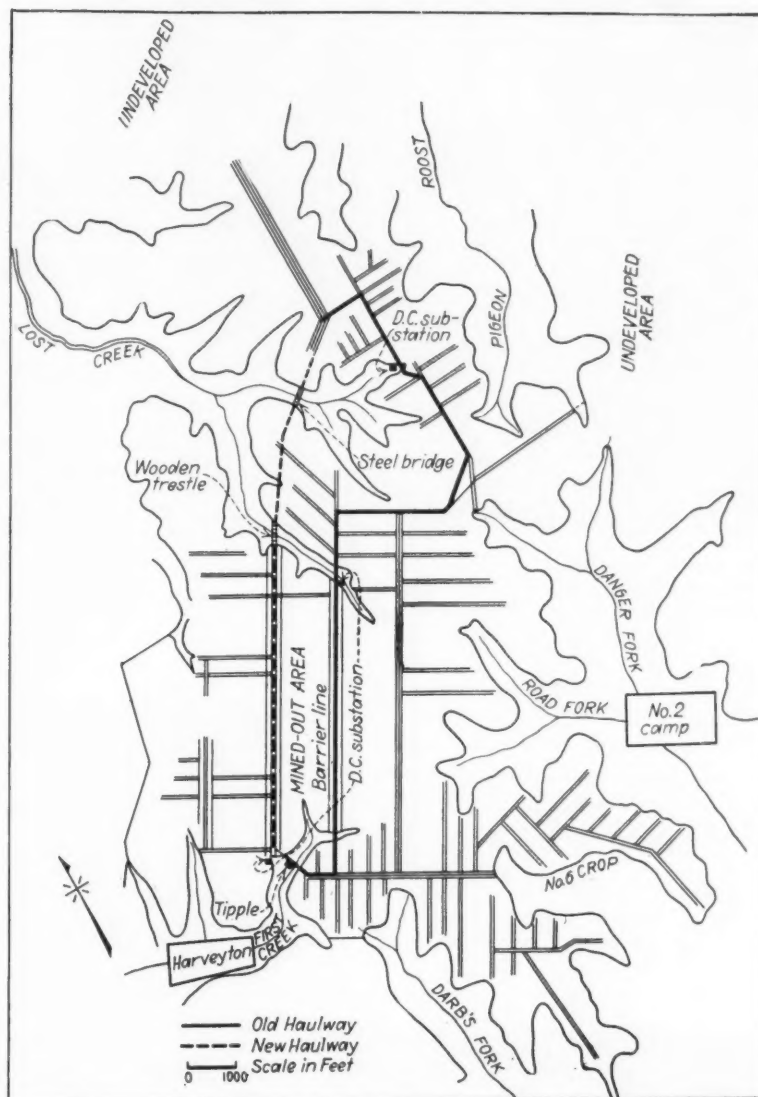 UNDEVELOPED
AREA
ROOST
PIGEON
UNDEVELOPED
AREA
LOST
CREEK
D.C. sub-
station
Steel bridge
Wooden
trestle
DANGER
FORK
MINED-OUT AREA
Barrier line
D.C. substation
ROAD FORK
No.2
camp
No.6 CROP
Tipple
Harveyton
FIRST
CREEK
DARB'S FORK
Old Haulway
New Haulway
0 1000 Scale in Feet